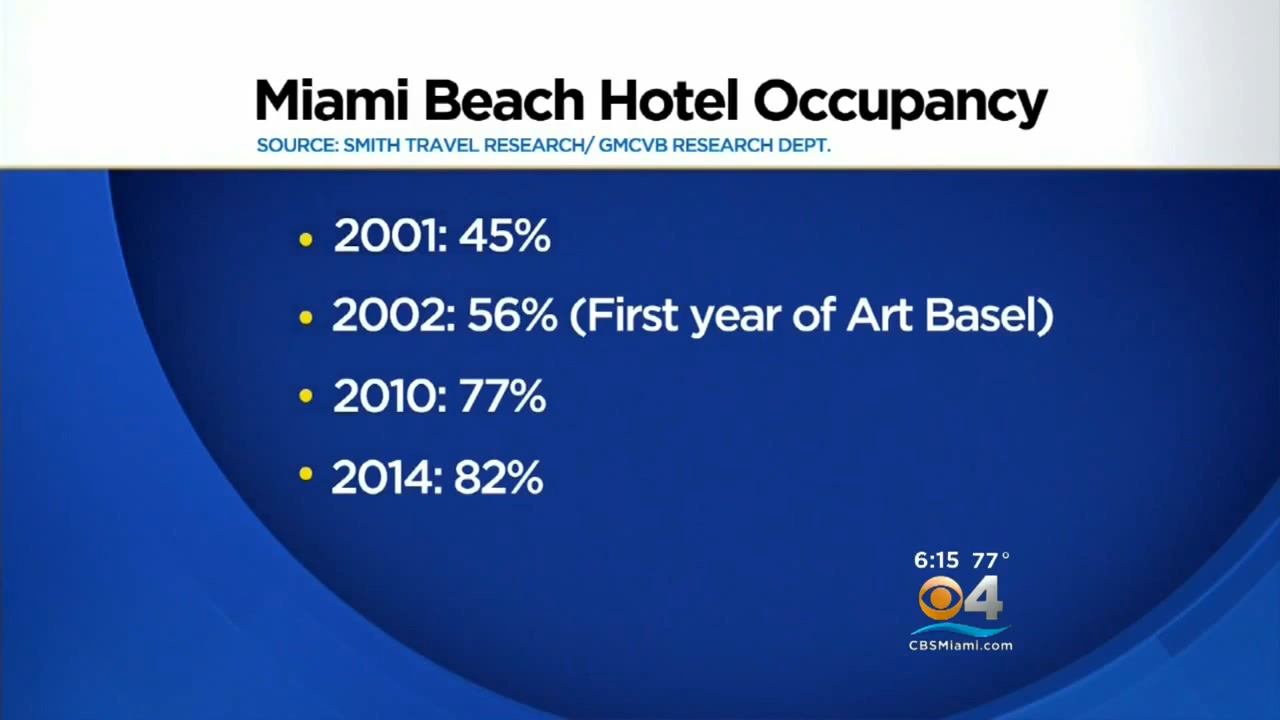 Miami Beach Hotel Occupancy
SOURCE: SMITH TRAVEL RESEARCH/ GMCVB RESEARCH DEPT.
• 2001: 45%
• 2002: 56% (First year of Art Basel)
• 2010: 77%
• 2014: 82%
6:15 77°
4
CBSMiami.com